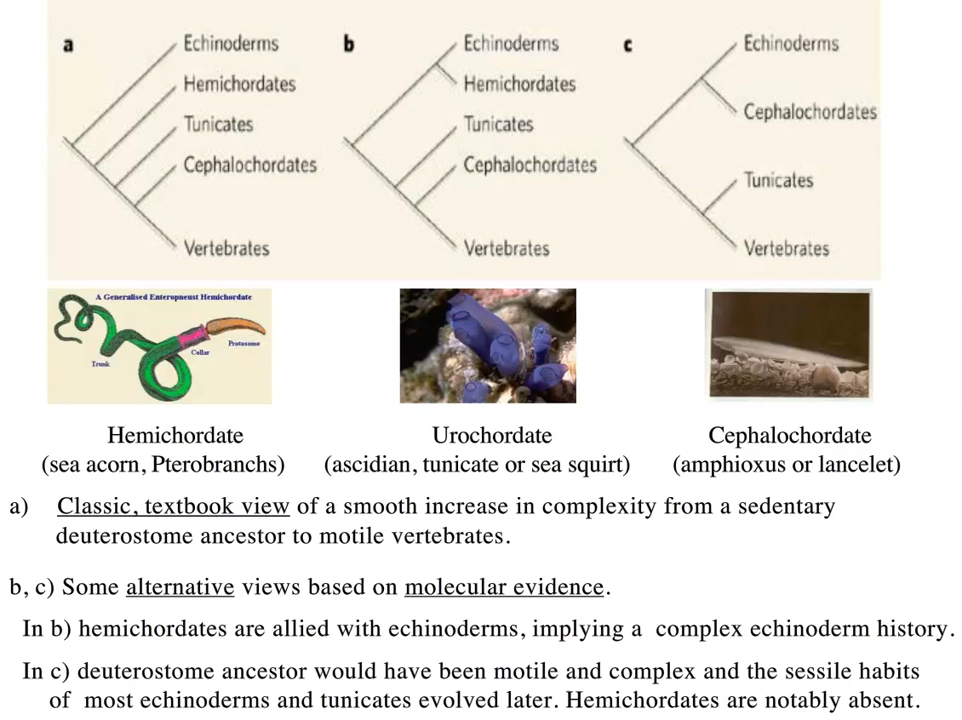 a
Echinoderms
Hemichordates
Tunicates
Cephalochordates
Vertebrates
b
Echinoderms
Hemichordates
Tunicates
Cephalochordates
Vertebrates
c
Echinoderms
Cephalochordates
Tunicates
Vertebrates
A Generalised Enteropneust Hemichordate
Protosome
Collar
Trunk
Hemichordate
(sea acorn, Pterobranchs)
Urochordate
(ascidian, tunicate or sea squirt)
Cephalochordate
(amphioxus or lancelet)
a) Classic, textbook view of a smooth increase in complexity from a sedentary
deuterostome ancestor to motile vertebrates.
b, c) Some alternative views based on molecular evidence.
In b) hemichordates are allied with echinoderms, implying a complex echinoderm history.
In c) deuterostome ancestor would have been motile and complex and the sessile habits
of most echinoderms and tunicates evolved later. Hemichordates are notably absent.